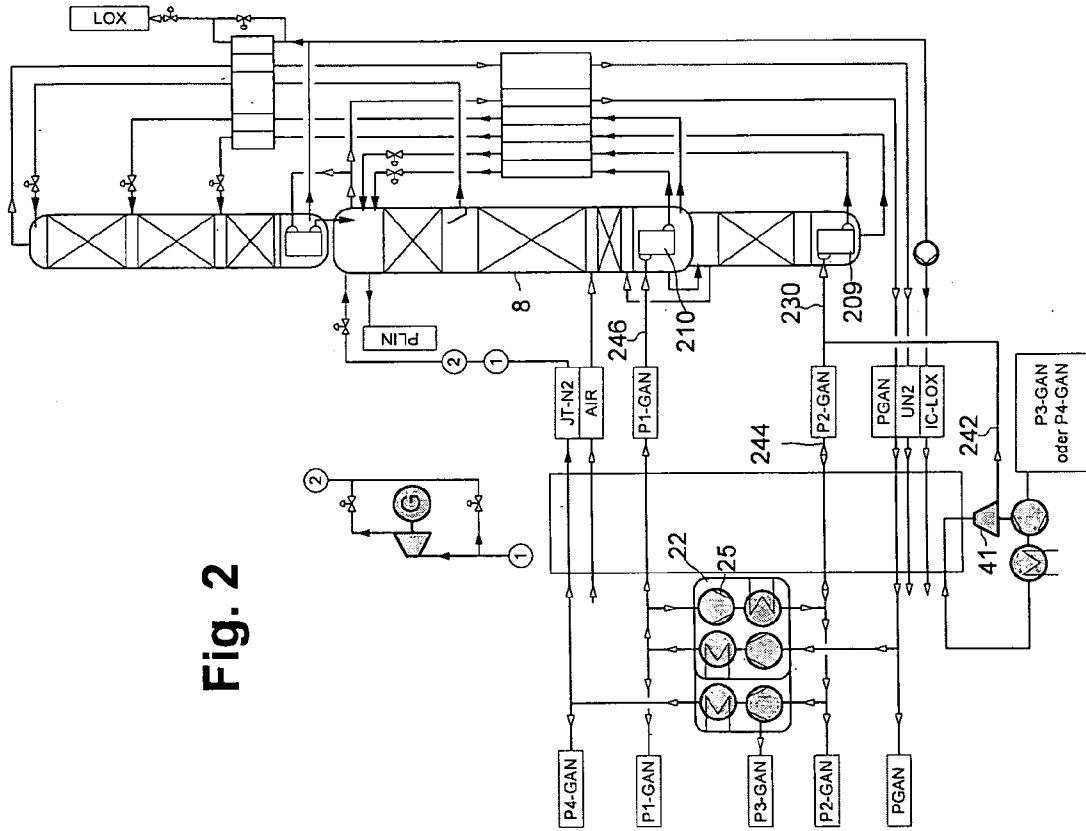 Fig. 2
LOX
8
PLIN
2
1
246
210
230
209
JT-N2
AIR
P1-GAN
P2-GAN
244
PGAN
UN2
IC-LOX
242
P3-GAN
oder P4-GAN
41
2
G
1
22
25
P4-GAN
P1-GAN
P3-GAN
P2-GAN
PGAN